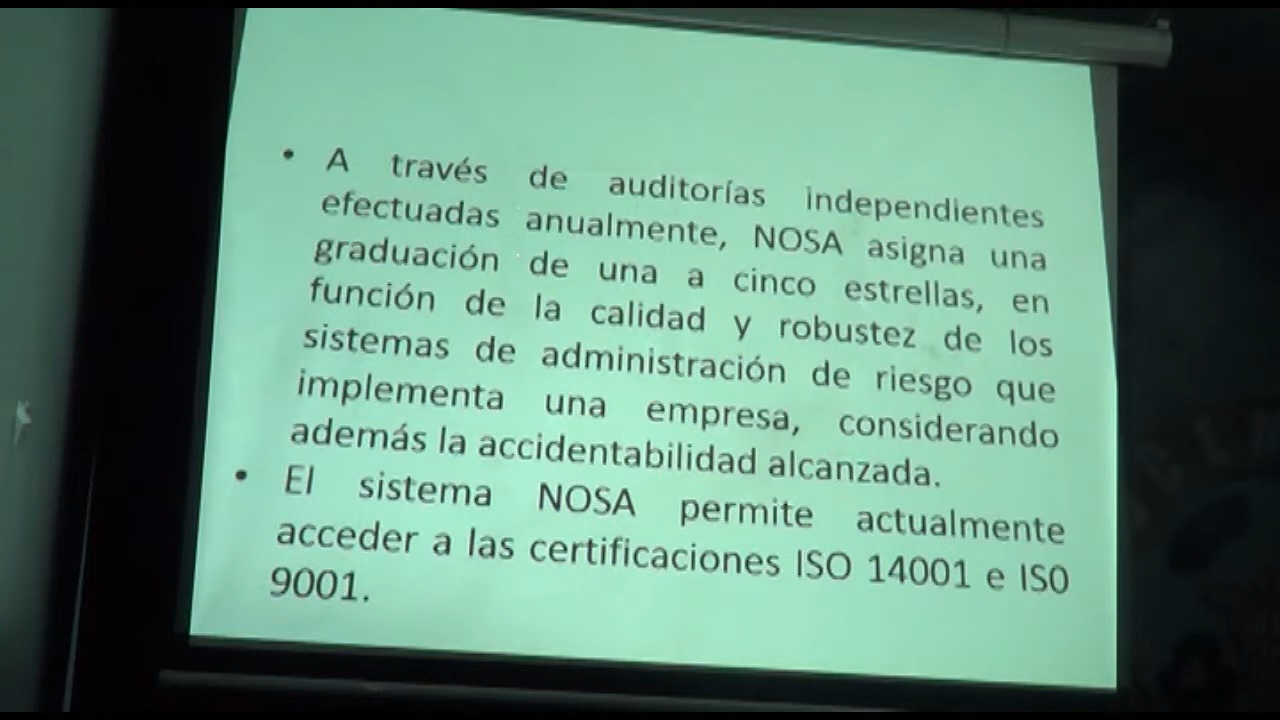 • A través de auditorías independientes
efectuadas anualmente, NOSA asigna una
graduación de una a cinco estrellas, en
función de la calidad y robustez de los
sistemas de administración de riesgo que
implementa una empresa, considerando
además la accidentabilidad alcanzada.
• El sistema NOSA permite actualmente
acceder a las certificaciones ISO 14001 e IS0
9001.